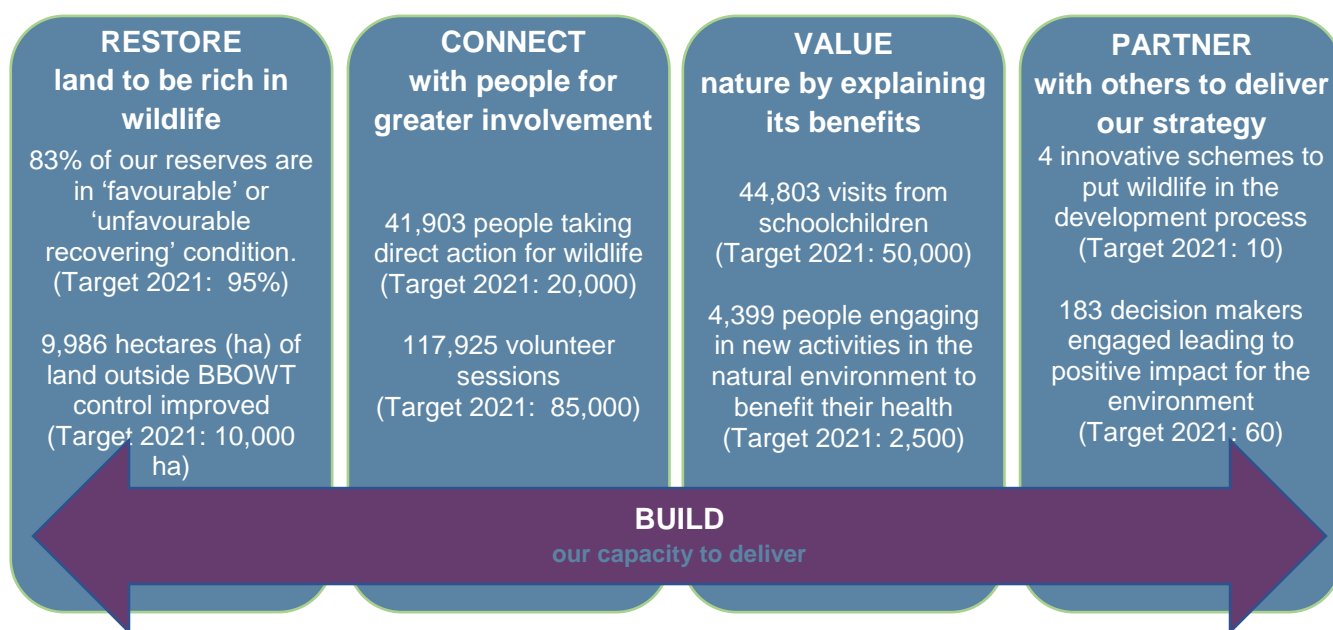 RESTORE
land to be rich in
wildlife
83% of our reserves are
in ‘favourable’ or
‘unfavourable
recovering’ condition.
(Target 2021:  95%)
9,986 hectares (ha) of
land outside BBOWT
control improved
(Target 2021: 10,000
ha)
CONNECT
with people for
greater involvement
41,903 people taking
direct action for wildlife
(Target 2021: 20,000)
117,925 volunteer
sessions
(Target 2021:  85,000)
VALUE
nature by explaining
its benefits
44,803 visits from
schoolchildren
(Target 2021: 50,000)
4,399 people engaging
in new activities in the
natural environment to
benefit their health
(Target 2021: 2,500)
PARTNER
with others to deliver
our strategy
4 innovative schemes to
put wildlife in the
development process
(Target 2021: 10)
183 decision makers
engaged leading to
positive impact for the
environment
(Target 2021: 60)
BUILD
our capacity to deliver